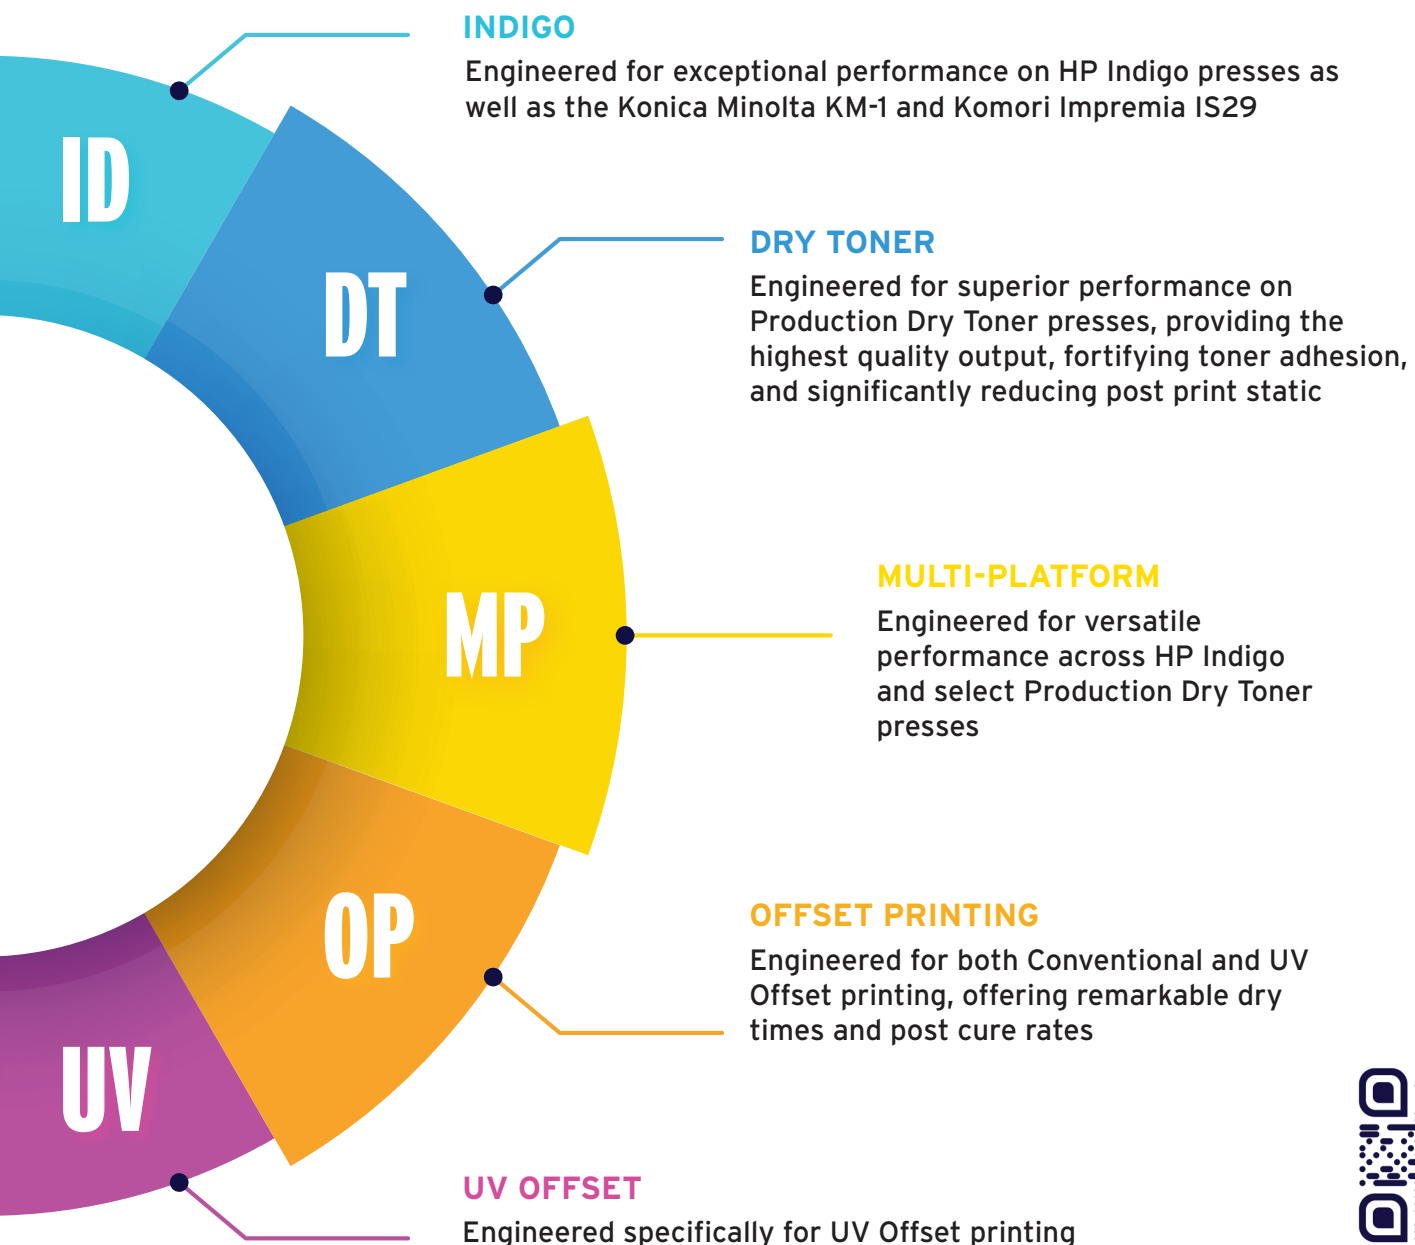 INDIGO
Engineered for exceptional performance on HP Indigo presses as
well as the Konica Minolta KM-1 and Komori Impremia IS29
ID
DRY TONER
Engineered for superior performance on
Production Dry Toner presses, providing the
highest quality output, fortifying toner adhesion,
and significantly reducing post print static
DT
MULTI-PLATFORM
Engineered for versatile
performance across HP Indigo
and select Production Dry Toner
presses
MP
OFFSET PRINTING
Engineered for both Conventional and UV
Offset printing, offering remarkable dry
times and post cure rates
OP
UV
UV OFFSET
Engineered specifically for UV Offset printing